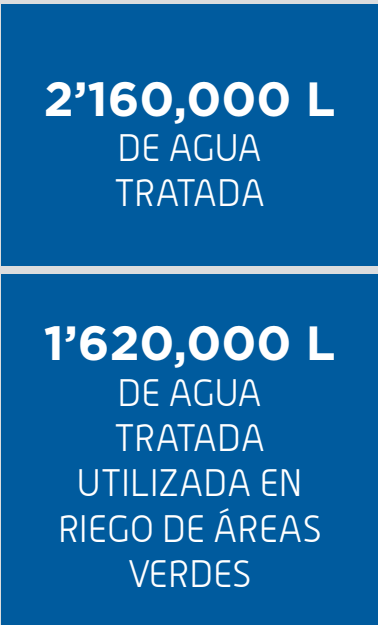 2’160,000 L
DE AGUA
TRATADA
1’620,000 L
DE AGUA
TRATADA
UTILIZADA EN
RIEGO DE ÁREAS
VERDES